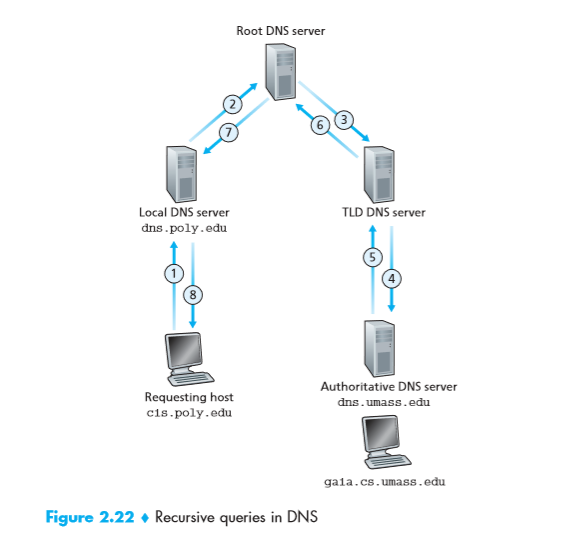 Root DNS server
2
3
6
7
Local DNS server
dns.poly.edu
TLD DNS server
1
5
8
4
Requesting host
cis.poly.edu
Authoritative DNS server
dns.umass.edu
gaia.cs.umass.edu
Figure 2.22 ♦ Recursive queries in DNS